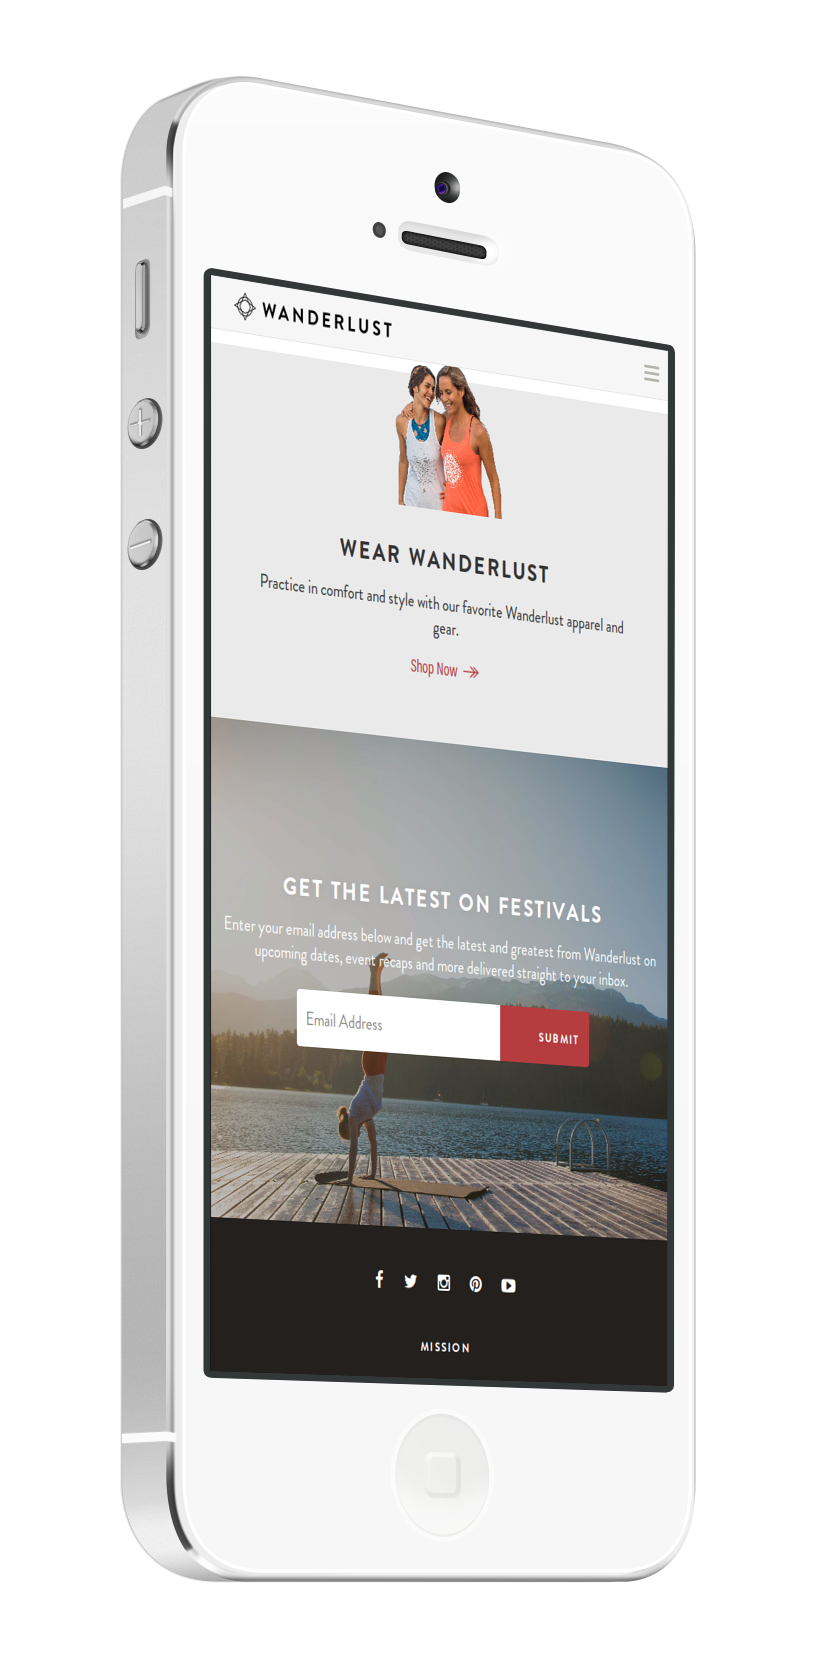 WANDERLUST
WEAR WANDERLUST
Practice in comfort and style with our favorite Wanderlust apparel and
gear.
Shop Now
GET THE LATEST ON FESTIVALS
Enter your email address below and get the latest and greatest from Wanderlust on
upcoming dates, event recaps and more delivered straight to your inbox.
Email Address
SUBMIT
MISSION